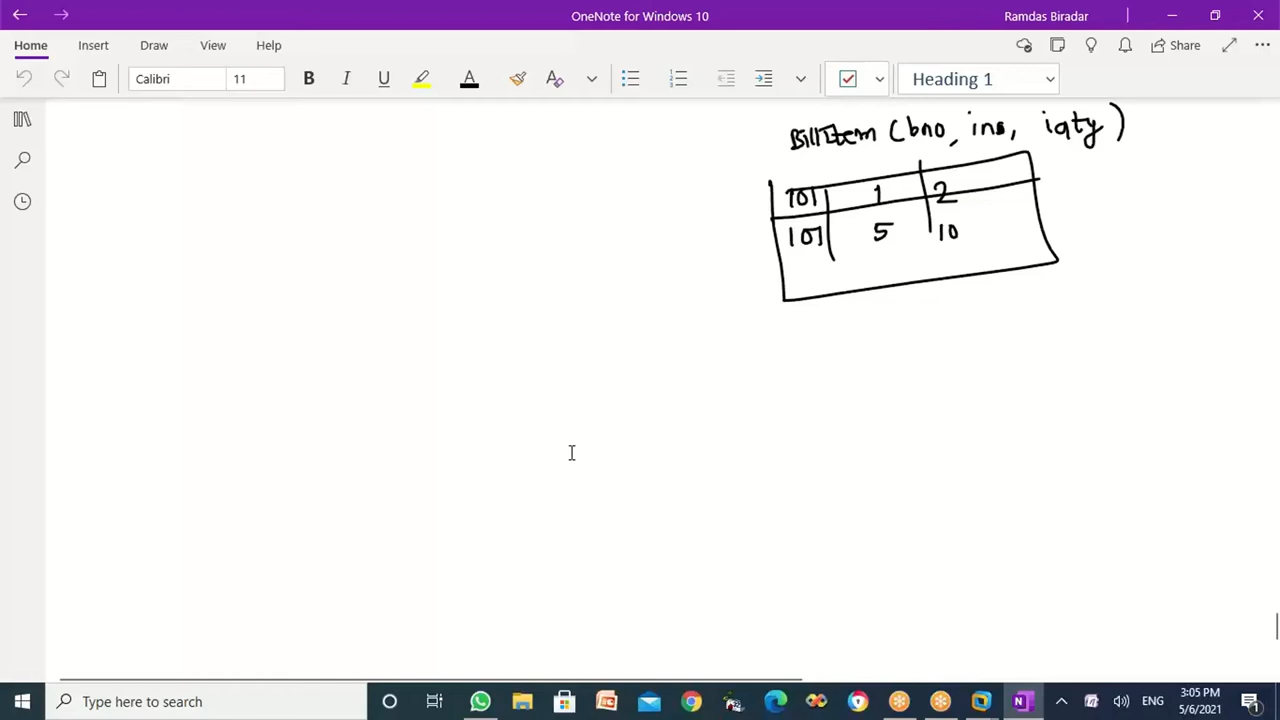 OneNote for Windows 10
Ramdas Biradar
Home Insert Draw View Help
Share
Calibri 11 B I U A Heading 1
BillItem (bno, ino, iqty)
101 1 2
101 5 10
Type here to search
ENG
3:05 PM
5/6/2021